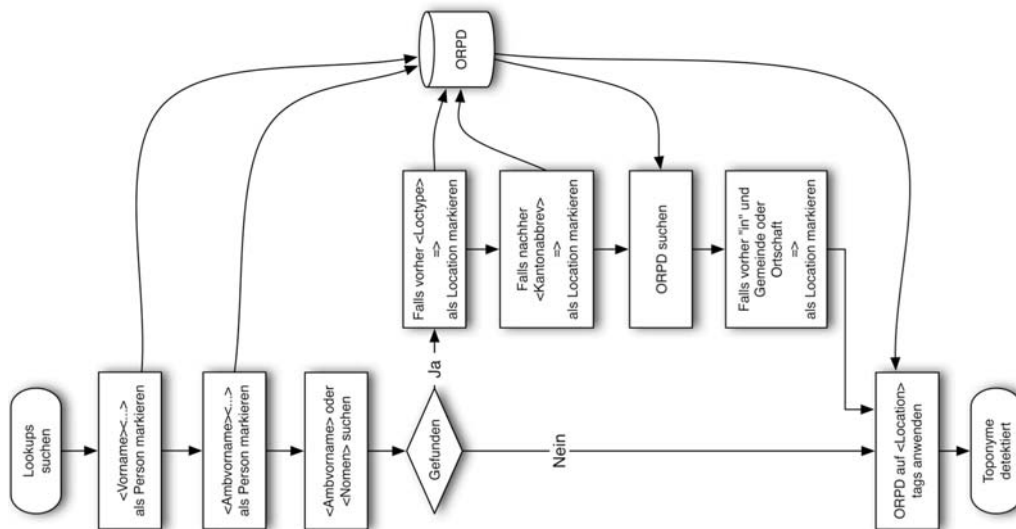 Lookups
suchen
<Vorname><...>
als Person markieren
<Ambvorname><...>
als Person markieren
<Ambvorname> oder
<Nomen> suchen
Gefunden
Ja
Nein
Falls vorher <Loctype>
=>
als Location markieren
Falls nachher
<Kantonabbrev>
=>
als Location markieren
ORPD suchen
Falls vorher "in" und
Gemeinde oder
Ortschaft
=>
als Location markieren
ORPD
ORPD auf <Location>
tags anwenden
Toponyme
detektiert